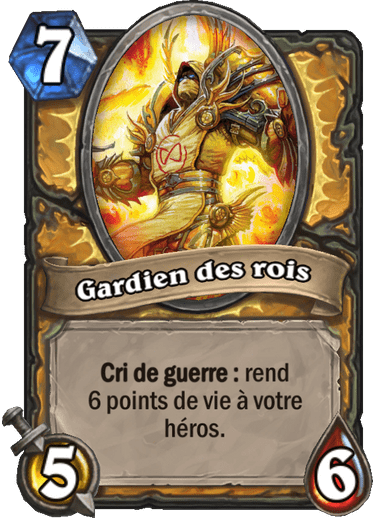 7
Gardien des rois
Cri de guerre : rend
6 points de vie à votre
héros.
5
6